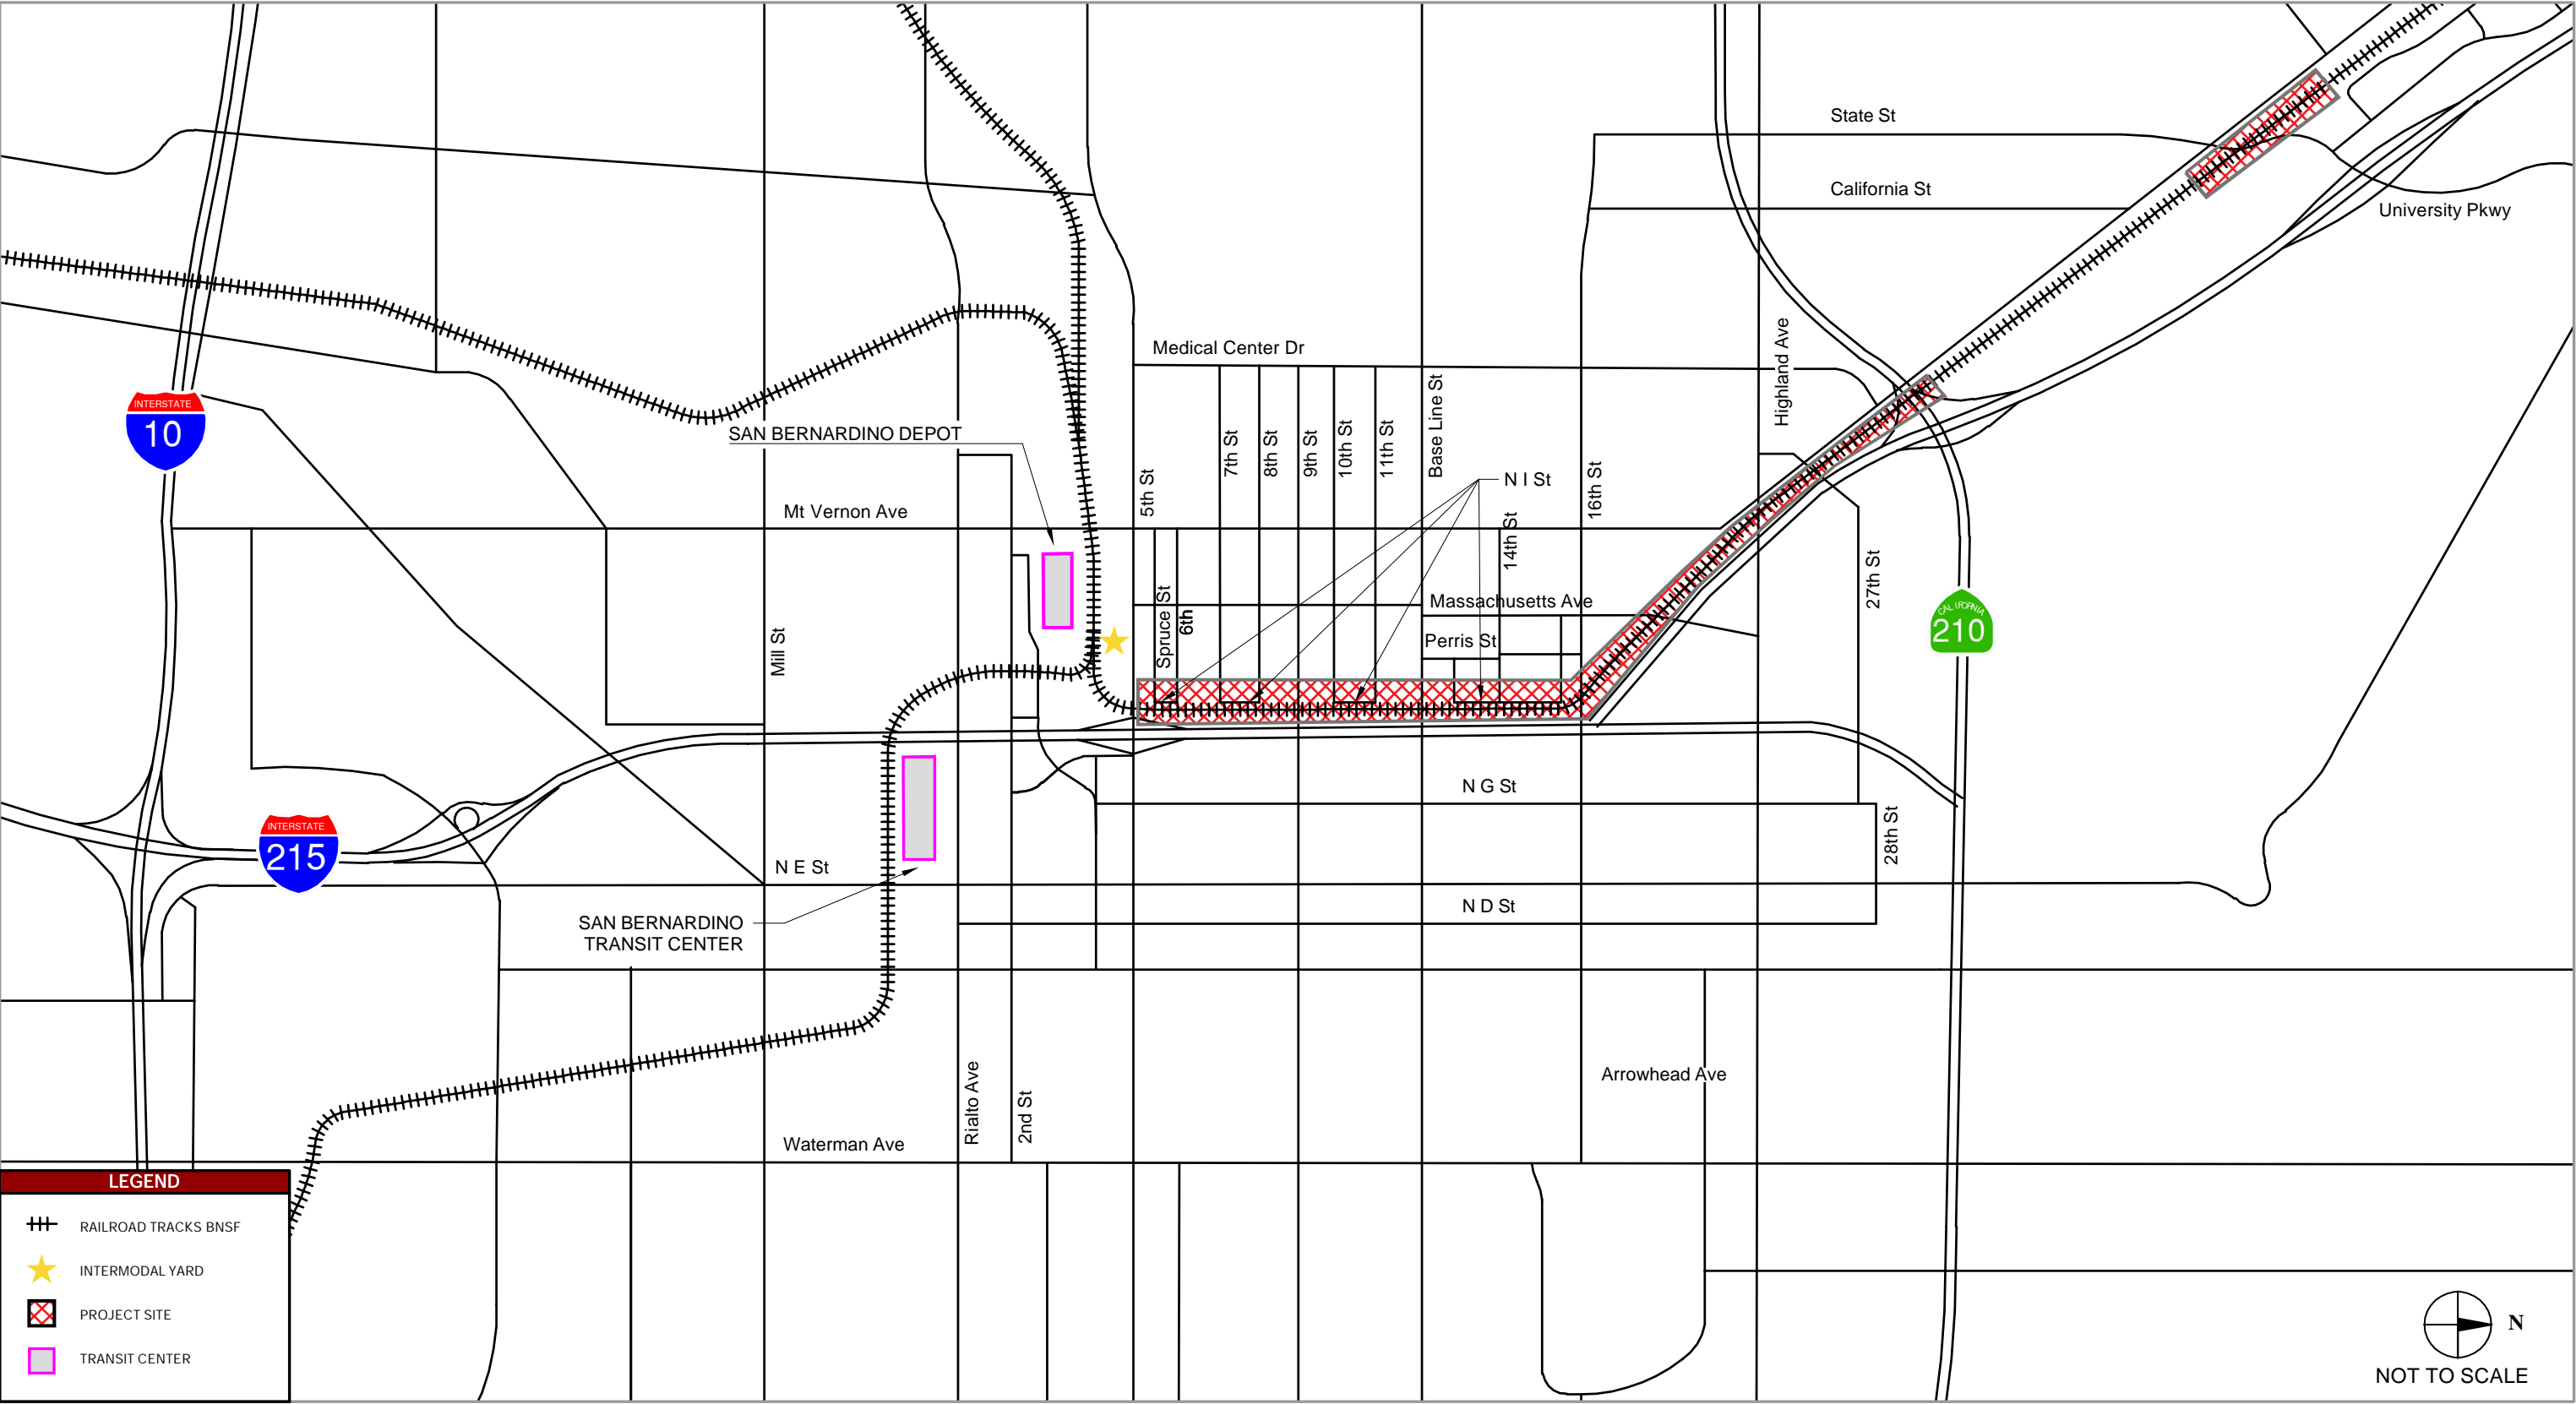 State St
California St
University Pkwy
Highland Ave
Medical Center Dr
Base Line St
INTERSTATE
10
SAN BERNARDINO DEPOT
7th St
8th St
9th St
10th St
11th St
5th St
N I St
16th St
Mt Vernon Ave
14th St
27th St
Massachusetts Ave
CALIFORNIA
210
Spruce St
6th
Perris St
Mill St
N G St
INTERSTATE
215
28th St
N E St
N D St
SAN BERNARDINO
TRANSIT CENTER
Rialto Ave
2nd St
Arrowhead Ave
Waterman Ave
LEGEND
RAILROAD TRACKS BNSF
INTERMODAL YARD
PROJECT SITE
TRANSIT CENTER
N
NOT TO SCALE